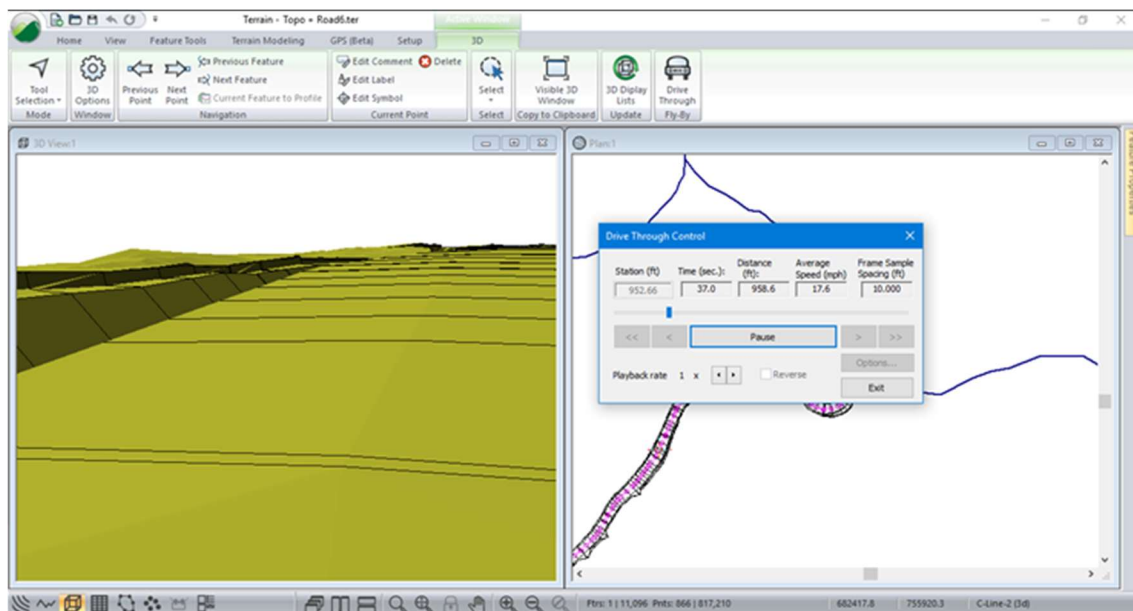 Terrain - Topo + Road6.ter
Active Window
Home View Feature Tools Terrain Modeling GPS (Beta) Setup 3D
Tool Selection
3D Options
Previous Point
Next Point
Previous Feature
Next Feature
Current Feature to Profile
Edit Comment
Delete
Edit Label
Edit Symbol
Select
Visible 3D Window
3D Diplay Lists
Drive Through
Mode Window Navigation Current Point Select Copy to Clipboard Update Fly-By
3D View:1
Plan:1
Feature Properties
Drive Through Control
Station (ft) Time (sec.): Distance (ft): Average Speed (mph) Frame Sample Spacing (ft)
952.66 37.0 958.6 17.6 10.000
<< < Pause > >>
Options...
Playback rate 1 x Reverse
Exit
Ftrs: 1 | 11,096 Pnts: 866 | 817,210 682417.8 755920.3 C-Line-2 (3d)